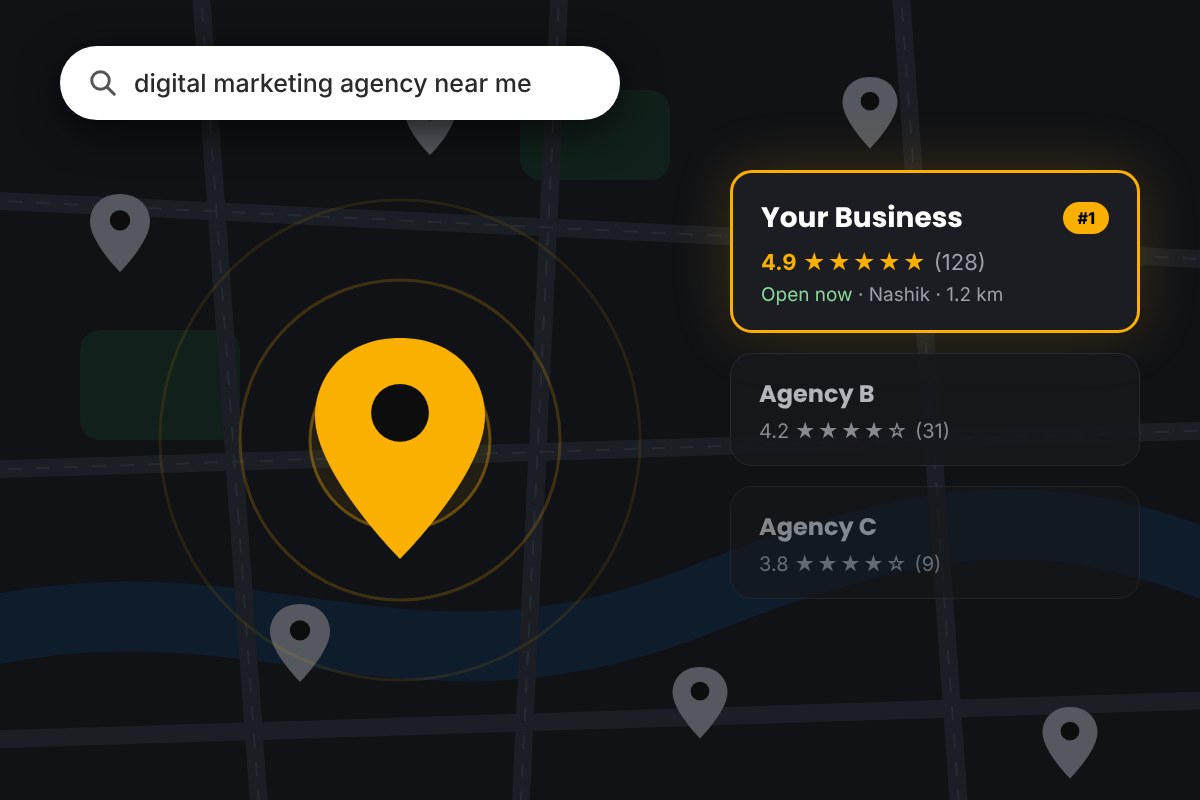 digital marketing agency near me
Your Business
#1
4.9 ★★★★★ (128)
Open now · Nashik · 1.2 km
Agency B
4.2 ★★★★☆ (31)
Agency C
3.8 ★★★★☆ (9)